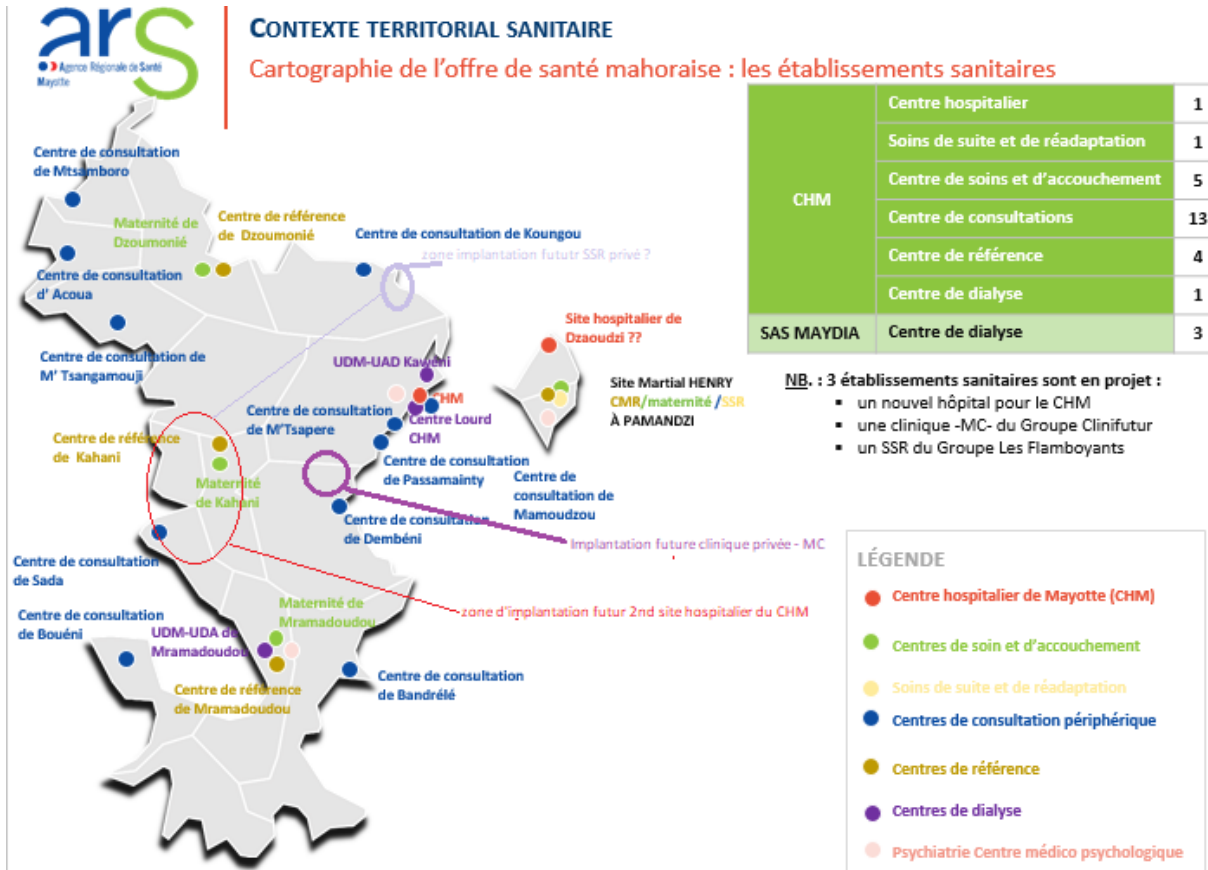 ars
Agence Régionale de Santé
Mayotte
CONTEXTE TERRITORIAL SANITAIRE
Cartographie de l'offre de santé mahoraise : les établissements sanitaires
CHM
Centre hospitalier 1
Soins de suite et de réadaptation 1
Centre de soins et d'accouchement 5
Centre de consultations 13
Centre de référence 4
Centre de dialyse 1
SAS MAYDIA Centre de dialyse 3
NB. : 3 établissements sanitaires sont en projet :
▪ un nouvel hôpital pour le CHM
▪ une clinique -MC- du Groupe Clinifutur
▪ un SSR du Groupe Les Flamboyants
Centre de consultation
de Mtsamboro
Maternité de
Dzoumonié
Centre de référence
de Dzoumonié
Centre de consultation de Koungou
zone implantation fututr SSR privé ?
Centre de consultation
d' Acoua
Centre de consultation de
M' Tsangamouji
Site hospitalier de
Dzaoudzi ??
UDM-UAD Kawéni
CHM
Centre Lourd
CHM
Site Martial HENRY
CMR/maternité /SSR
À PAMANDZI
Centre de consultation
de M'Tsapere
Centre de référence
de Kahani
Maternité
de Kahani
Centre de consultation
de Passamainty
Centre de
consultation de
Mamoudzou
Centre de consultation
de Dembéni
Implantation future clinique privée - MC
Centre de consultation
de Sada
zone d'implantation futur 2nd site hospitalier du CHM
Centre de consultation
de Bouéni
Maternité de
Mramadoudou
UDM-UDA de
Mramadoudou
Centre de référence
de Mramadoudou
Centre de consultation
de Bandrélé
LÉGENDE
Centre hospitalier de Mayotte (CHM)
Centres de soin et d'accouchement
Soins de suite et de réadaptation
Centres de consultation périphérique
Centres de référence
Centres de dialyse
Psychiatrie Centre médico psychologique